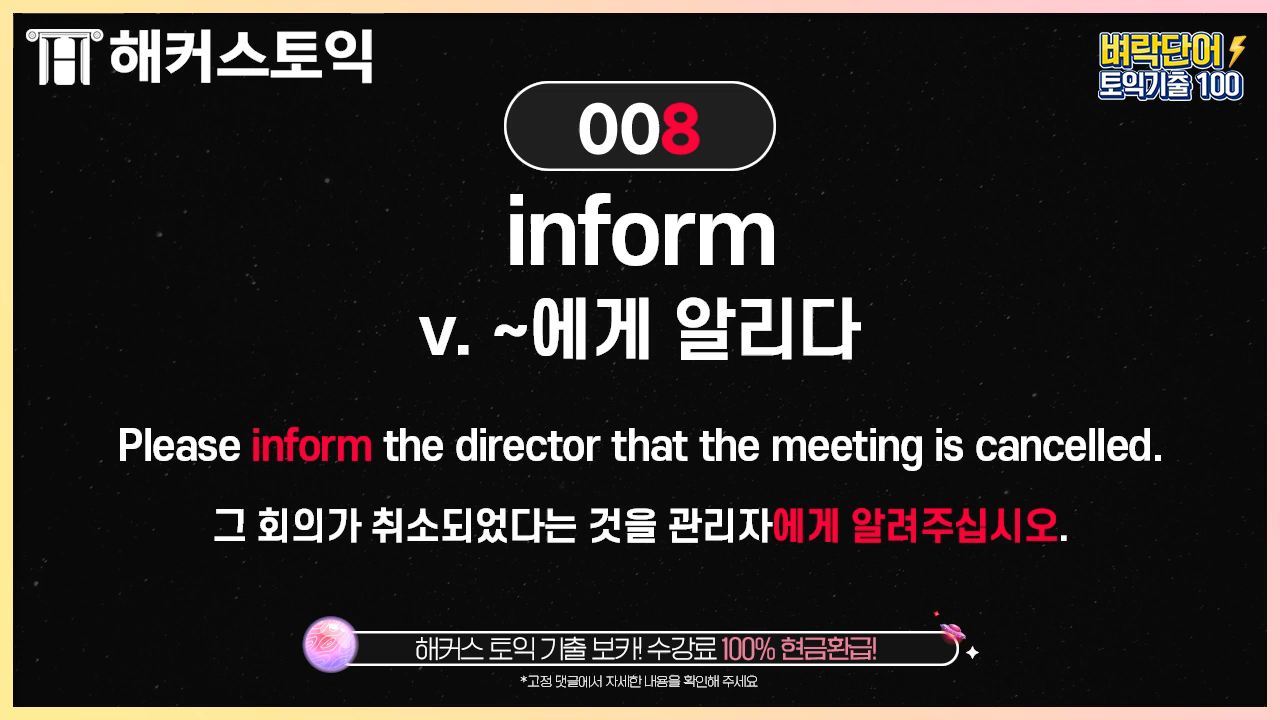 해커스토익
벼락단어
토익기출 100
008
inform
v. ~에게 알리다
Please inform the director that the meeting is cancelled.
그 회의가 취소되었다는 것을 관리자에게 알려주십시오.
해커스 토익 기출 보카! 수강료 100% 현금환급!
*고정 댓글에서 자세한 내용을 확인해 주세요